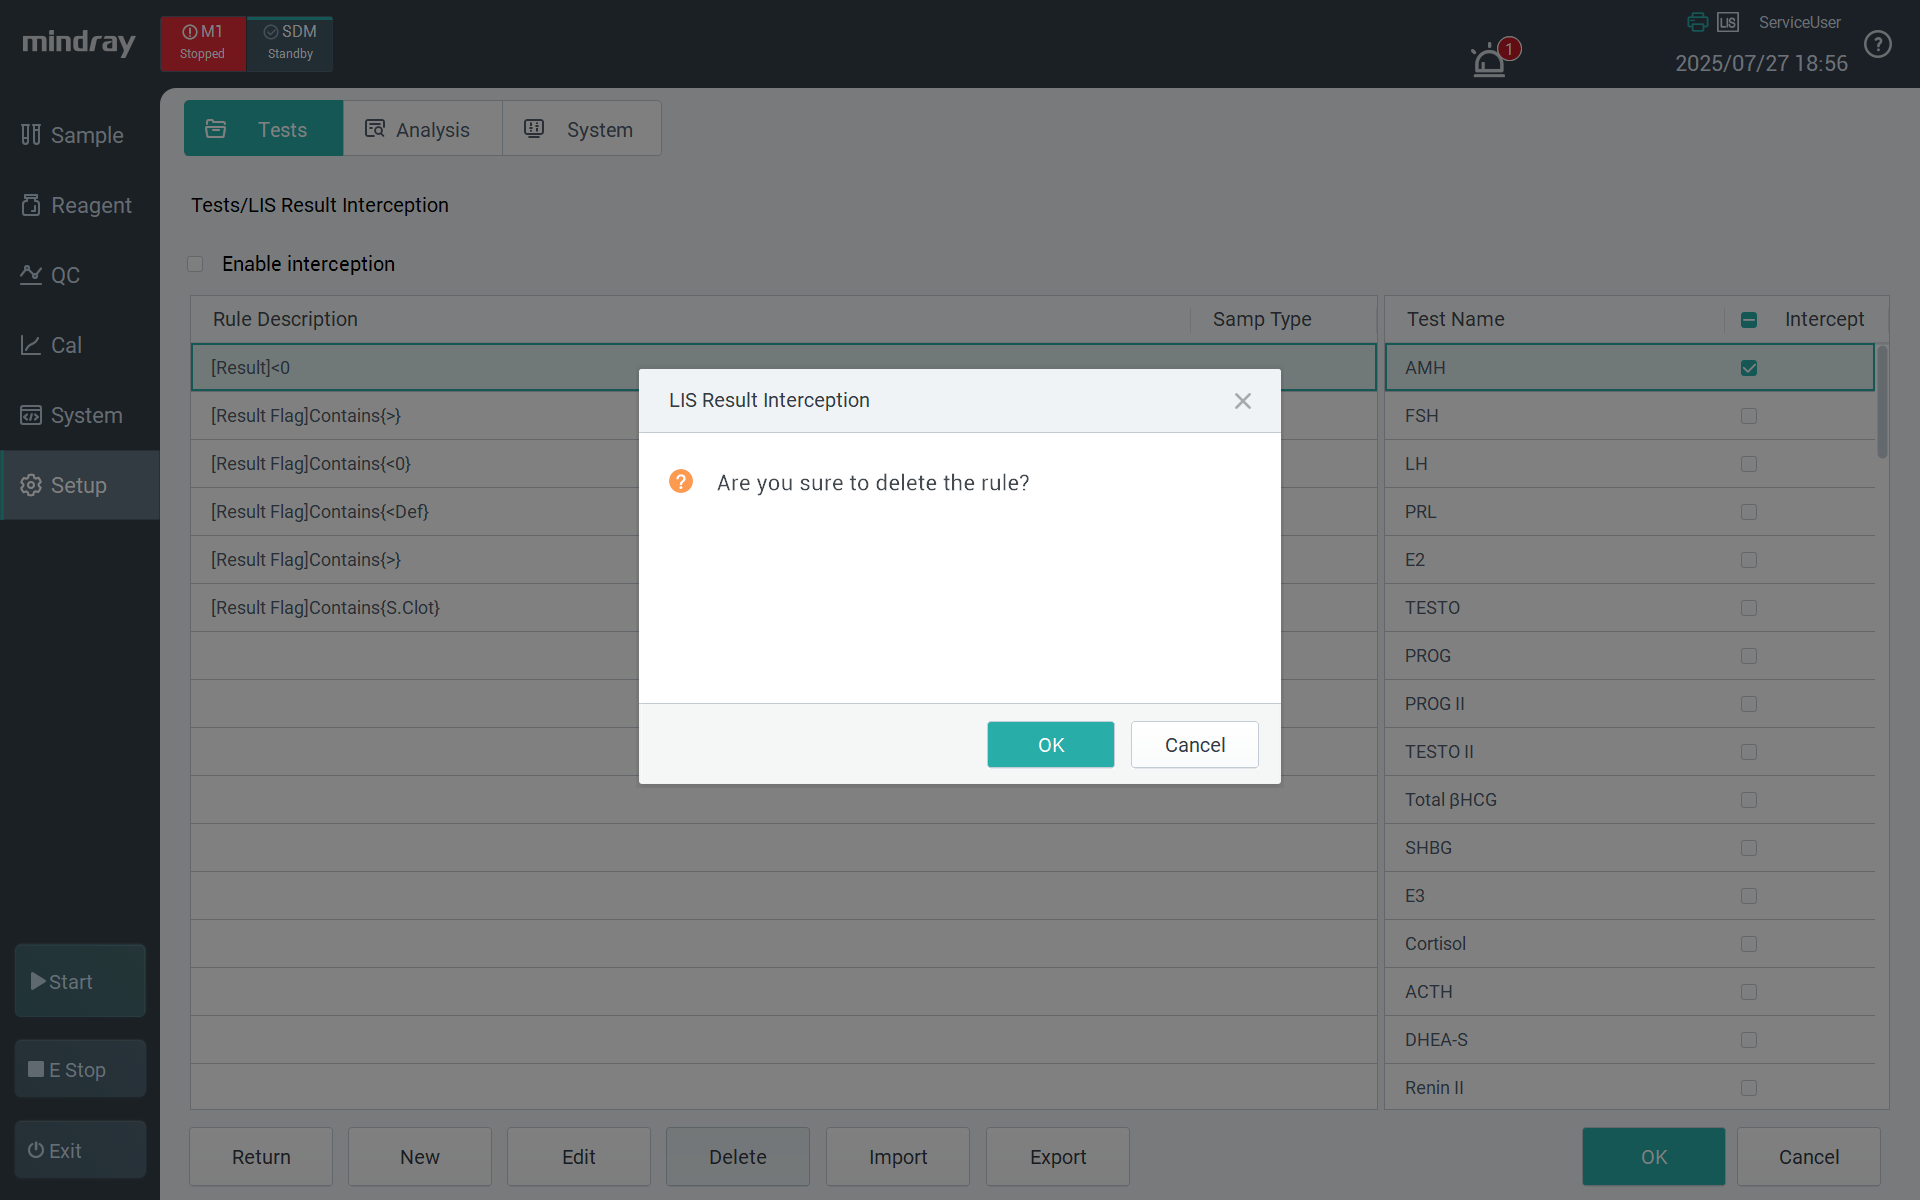 mindray
M1
Stopped
SDM
Standby
1
LIS
ServiceUser
2025/07/27 18:56
?
Sample
Reagent
QC
Cal
System
Setup
Start
E Stop
Exit
Tests
Analysis
System
Tests/LIS Result Interception
Enable interception
Rule Description
Samp Type
[Result]<0
[Result Flag]Contains{>}
[Result Flag]Contains{<0}
[Result Flag]Contains{<Def}
[Result Flag]Contains{>}
[Result Flag]Contains{S.Clot}
Test Name
Intercept
AMH
FSH
LH
PRL
E2
TESTO
PROG
PROG II
TESTO II
Total βHCG
SHBG
E3
Cortisol
ACTH
DHEA-S
Renin II
LIS Result Interception
?
Are you sure to delete the rule?
OK
Cancel
Return
New
Edit
Delete
Import
Export
OK
Cancel